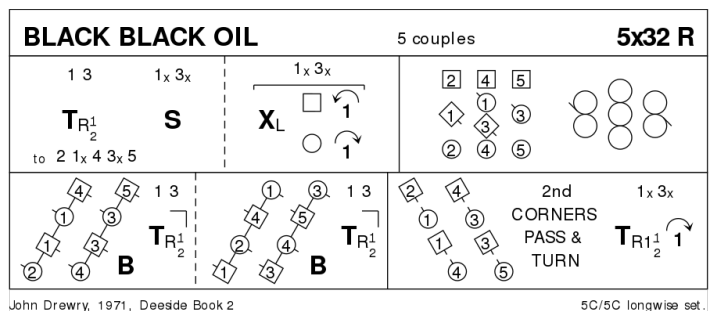 BLACK BLACK OIL 5 couples 5x32 R
1 3 1x 3x 1x 3x
2 4 5
1
TR½ S XL 1 3
1
3
1
to 2 1x 4 3x 5
2 4 5
4 5 1 3 1 3 1 3 2 4 2nd 1x 3x
1 3 4 5 1 3 CORNERS
TR½ TR½ PASS & TR1½ 1
1 3 2 4 1 3 TURN
2 4 B 1 3 B 4 5
John Drewry, 1971, Deeside Book 2 5C/5C longwise set.